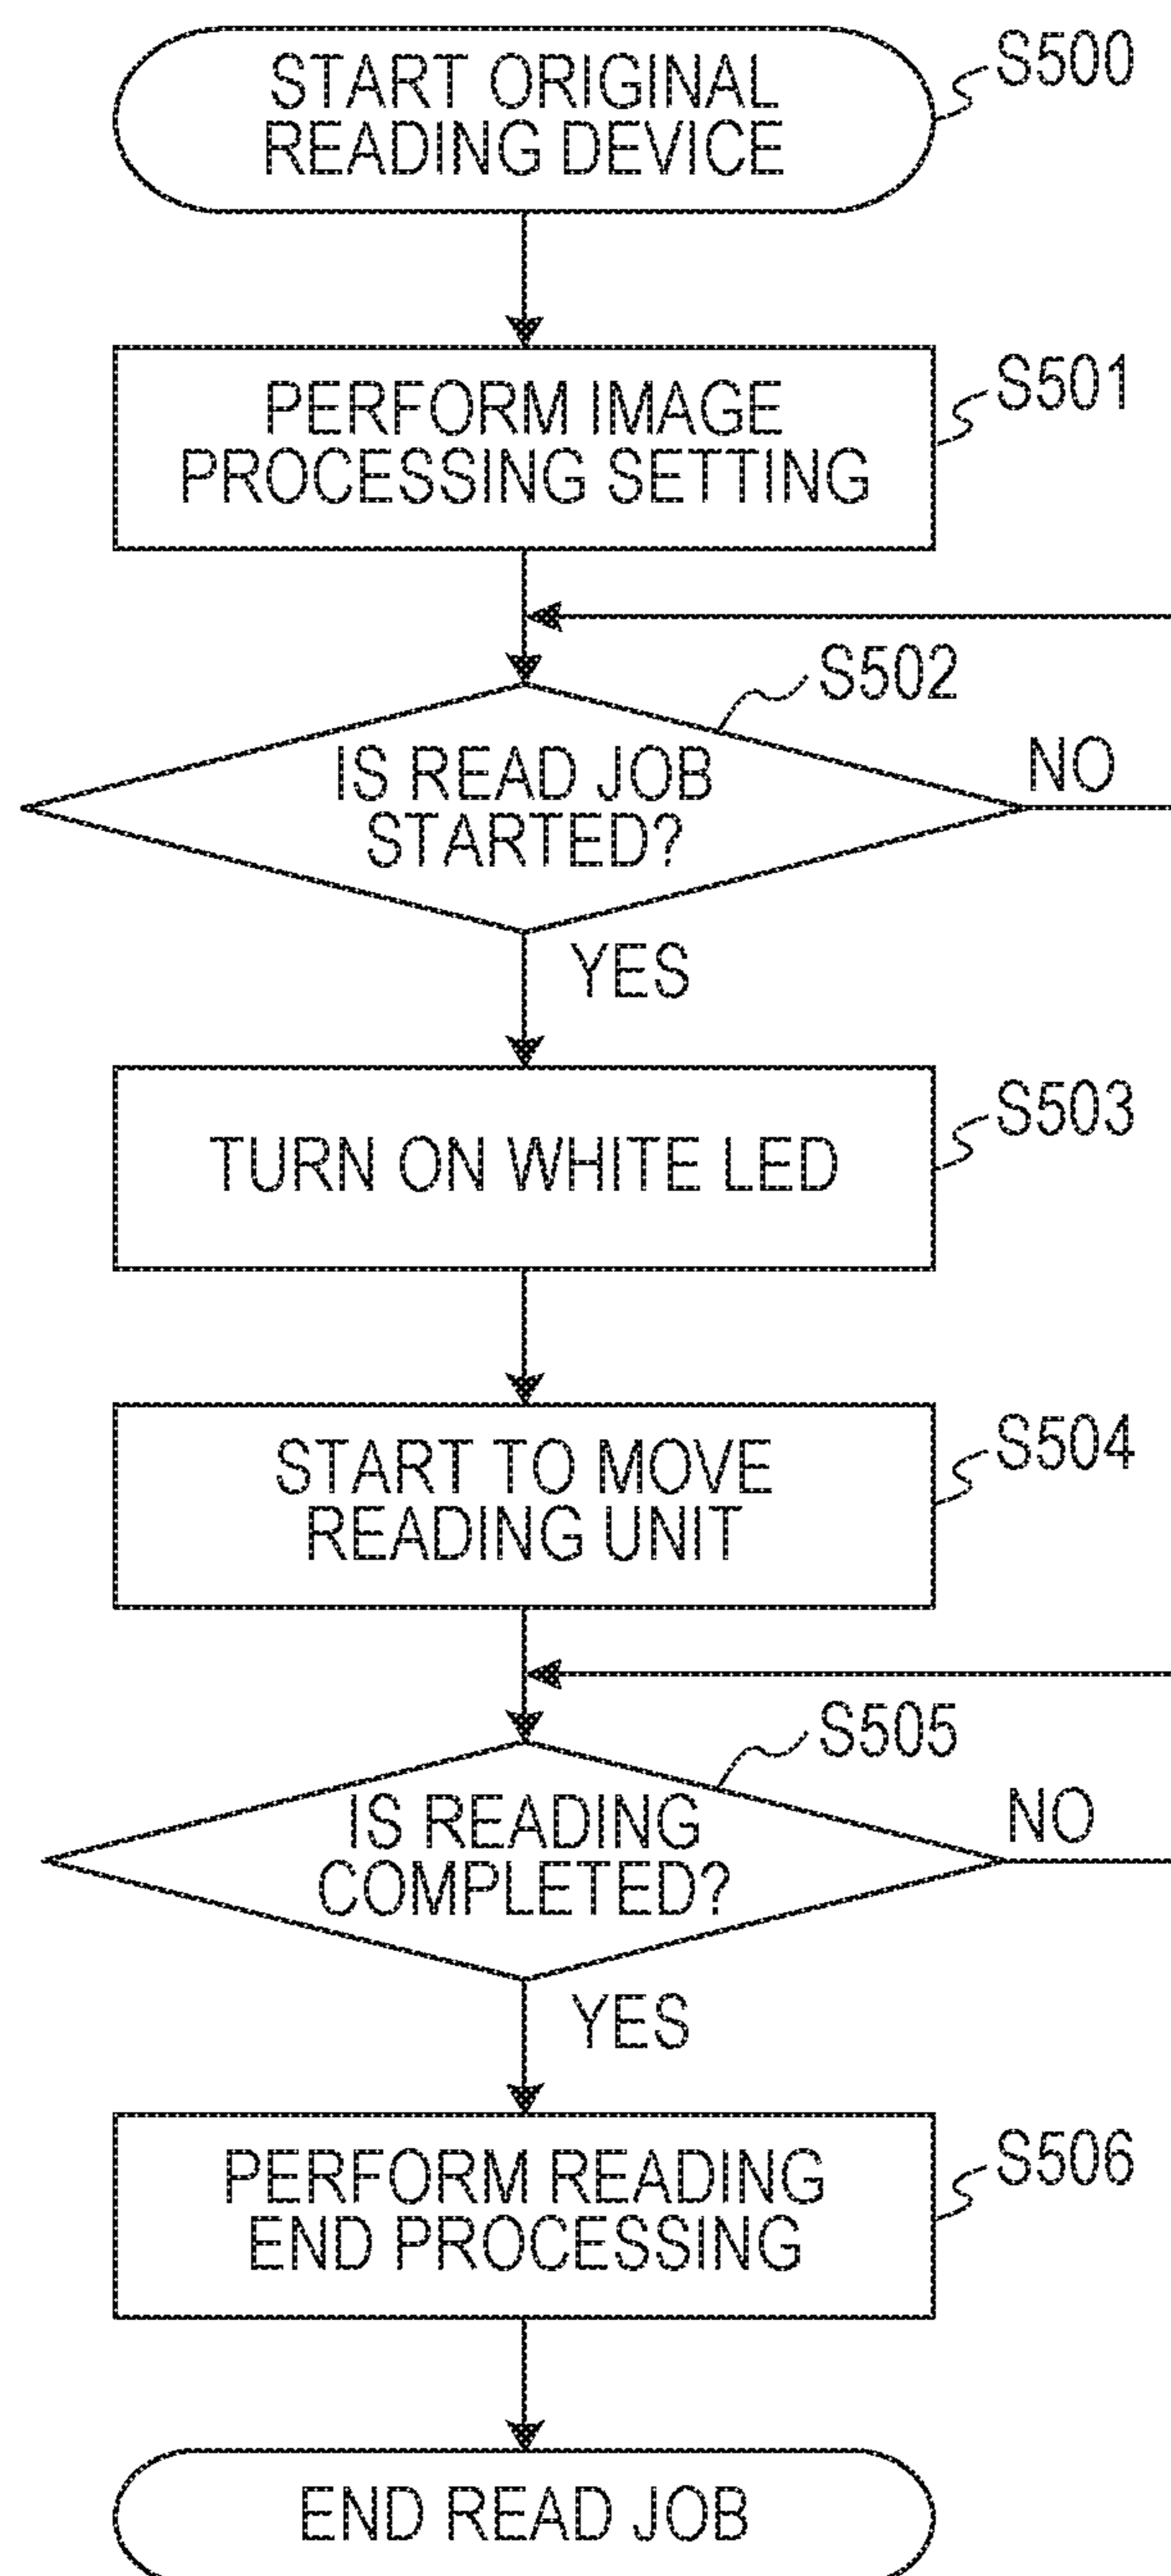 START ORIGINAL
READING DEVICE
S500
PERFORM IMAGE
PROCESSING SETTING
S501
S502
IS READ JOB
STARTED?
NO
YES
TURN ON WHITE LED
S503
START TO MOVE
READING UNIT
S504
S505
IS READING
COMPLETED?
NO
YES
PERFORM READING
END PROCESSING
S506
END READ JOB